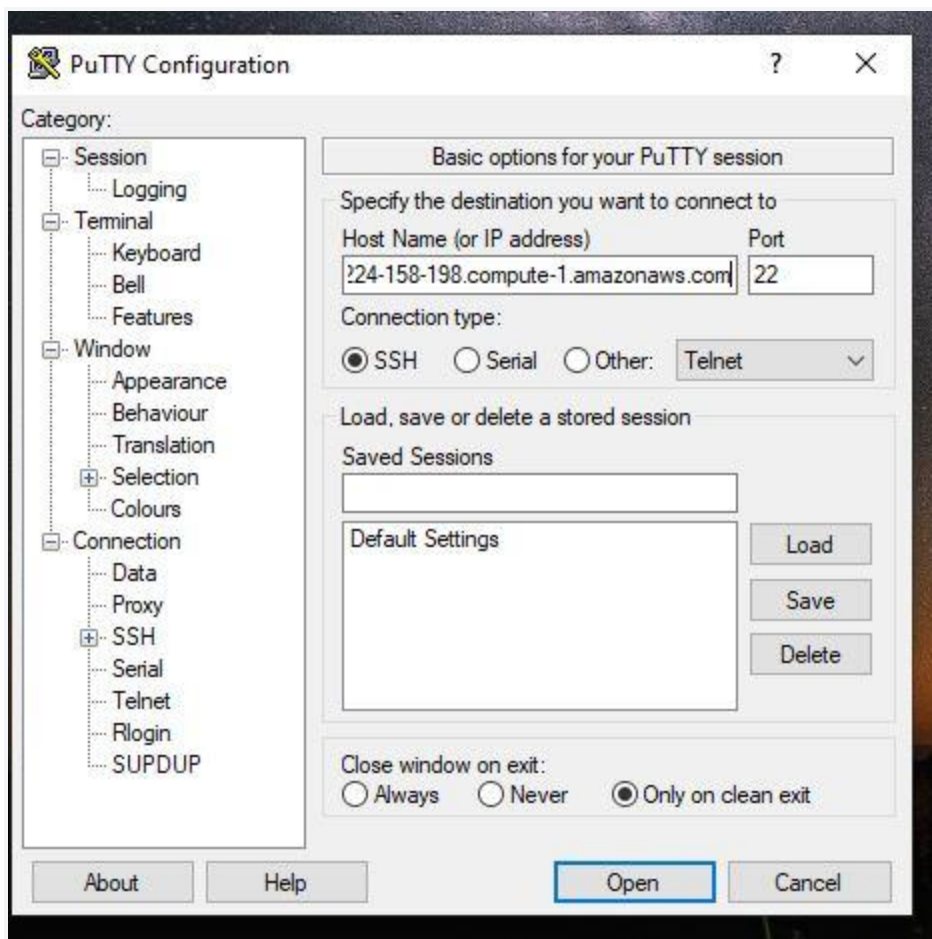 PuTTY Configuration
Category:
Session
Logging
Terminal
Keyboard
Bell
Features
Window
Appearance
Behaviour
Translation
Selection
Colours
Connection
Data
Proxy
SSH
Serial
Telnet
Rlogin
SUPDUP
Basic options for your PuTTY session
Specify the destination you want to connect to
Host Name (or IP address) Port
224-158-198.compute-1.amazonaws.com 22
Connection type:
SSH Serial Other: Telnet
Load, save or delete a stored session
Saved Sessions
Default Settings
Load
Save
Delete
Close window on exit:
Always Never Only on clean exit
About Help Open Cancel